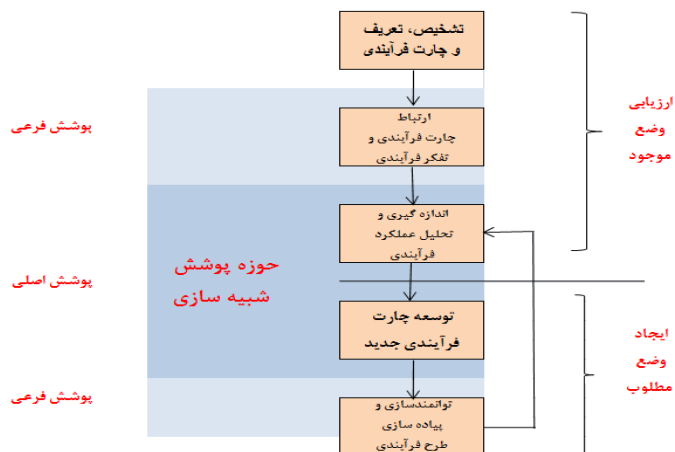 تشخیص، تعریف
و چارت فرآیندی
ارزیابی
وضع
موجود
پوشش فرعی
ارتباط
چارت فرآیندی و
تفکر فرآیندی
اندازه گیری و
تحلیل عملکرد
فرآیندی
حوزه پوشش
شبیه سازی
پوشش اصلی
توسعه چارت
فرآیندی جدید
ایجاد
وضع
مطلوب
پوشش فرعی
توانمندسازی و
پیاده سازی
طرح فرآیندی